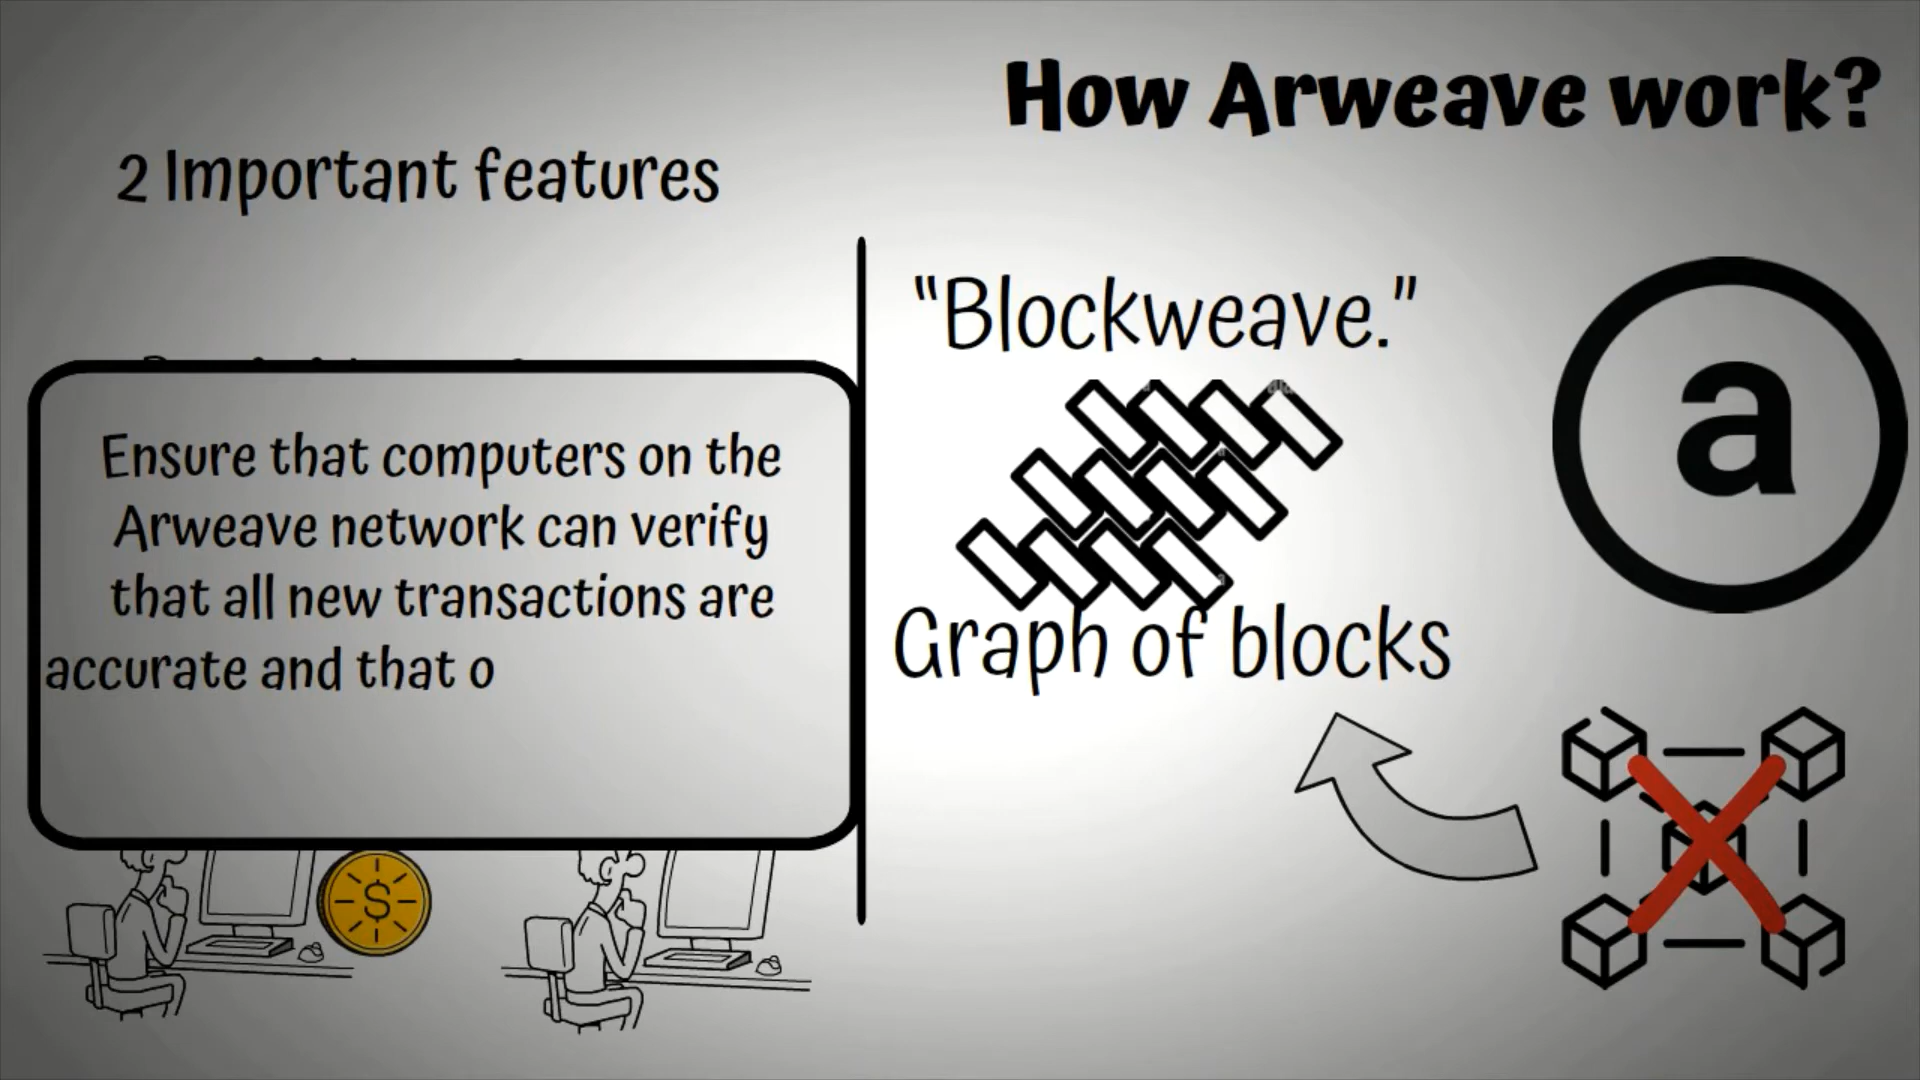 How Arweave work?
2 Important features
Ensure that computers on the
Arweave network can verify
that all new transactions are
accurate and that o
"Blockweave."
Graph of blocks
a
$